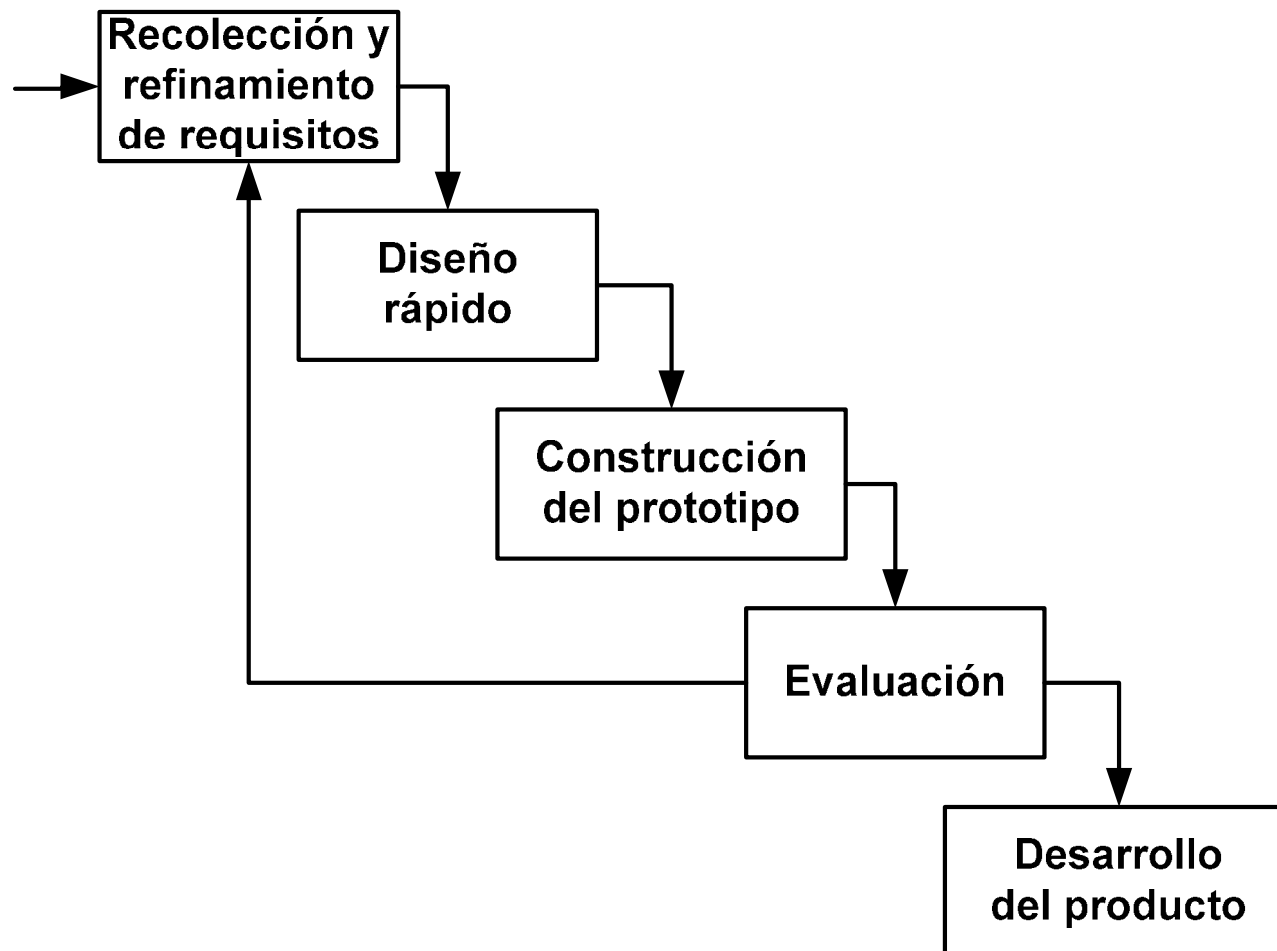 Recolección y
refinamiento
de requisitos
Diseño
rápido
Construcción
del prototipo
Evaluación
Desarrollo
del producto